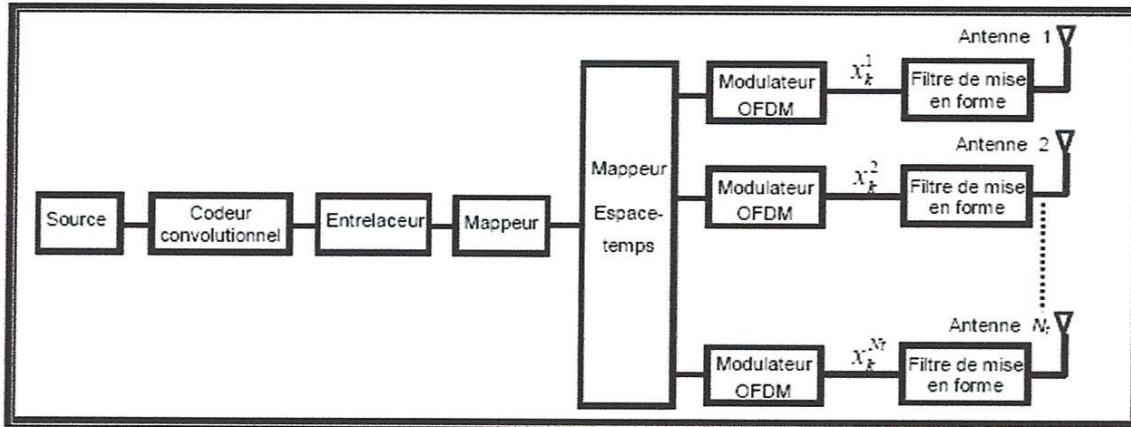 Antenne 1
Modulateur
OFDM
X_k^1
Filtre de mise
en forme
Antenne 2
Mappeur
Espace-
temps
Modulateur
OFDM
X_k^2
Filtre de mise
en forme
Source
Codeur
convolutionnel
Entrelaceur
Mappeur
Antenne N_t
Modulateur
OFDM
X_k^{Nt}
Filtre de mise
en forme